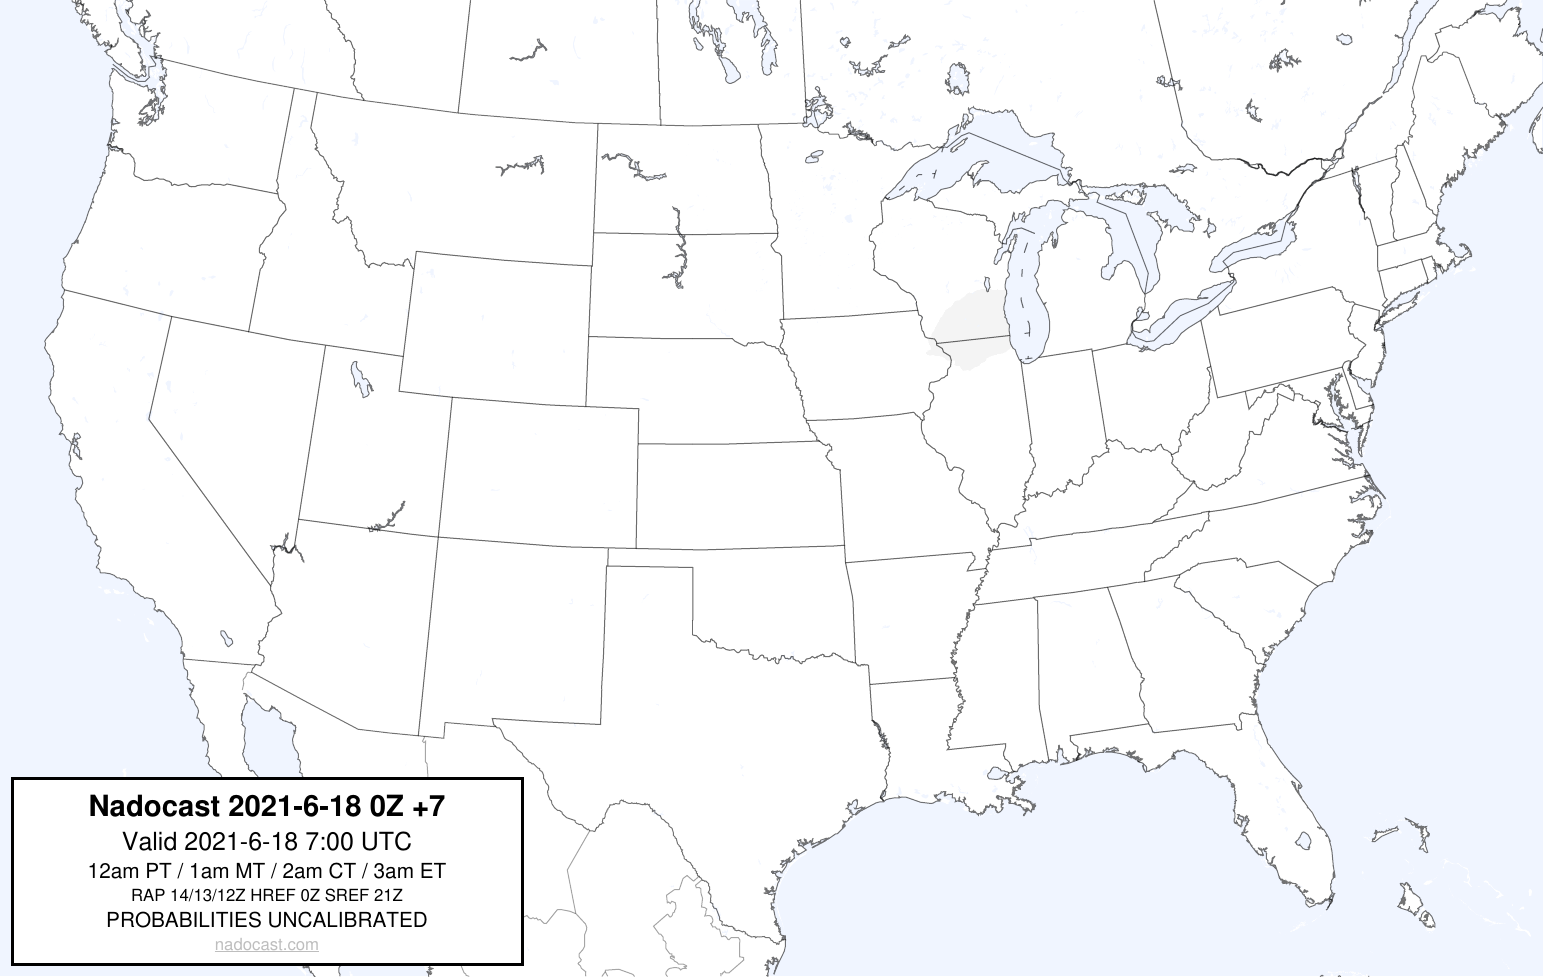 Nadocast 2021-6-18 0Z +7
Valid 2021-6-18 7:00 UTC
12am PT / 1am MT / 2am CT / 3am ET
RAP 14/13/12Z HREF 0Z SREF 21Z
PROBABILITIES UNCALIBRATED
nadocast.com